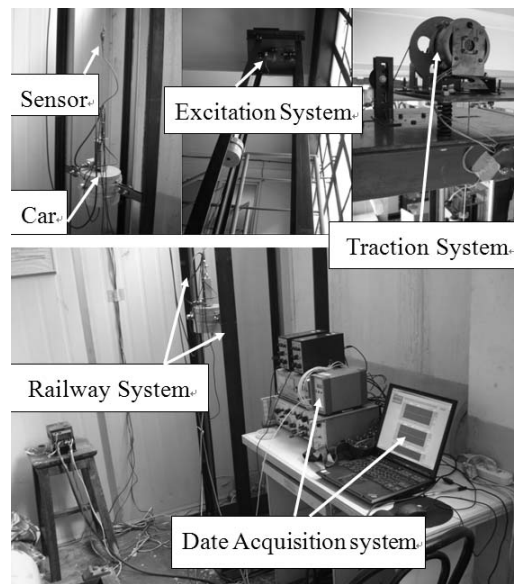 Sensor
Excitation System
Car
Traction System
Railway System
Date Acquisition system